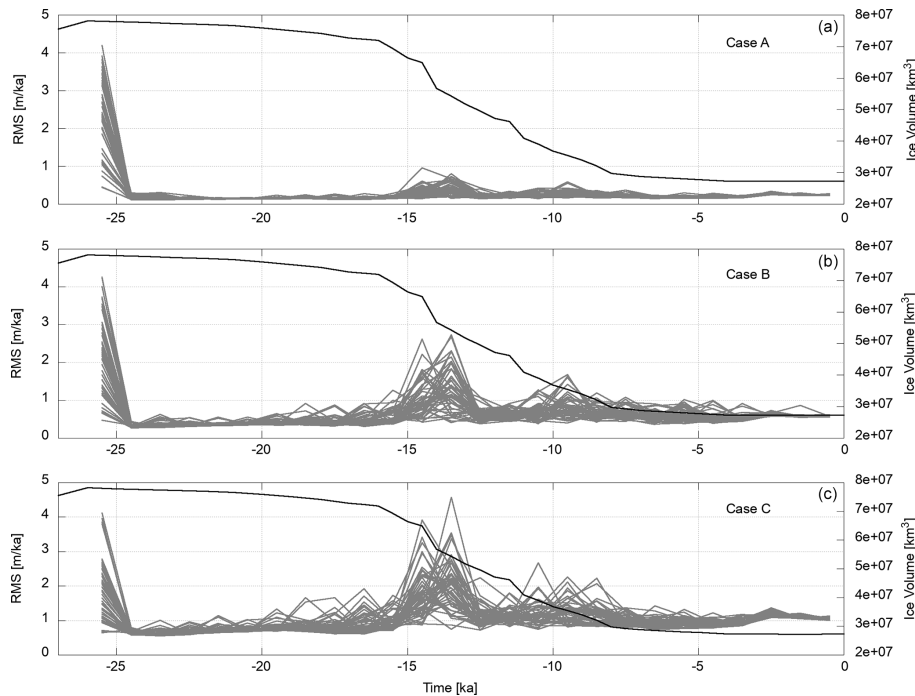 5 8e+07
(a)
4 Case A 7e+07
6e+07
3
5e+07
2
4e+07
1 3e+07
0 2e+07
RMS [m/ka]
Ice Volume [km³]
-25 -20 -15 -10 -5 0
5 8e+07
(b)
4 Case B 7e+07
6e+07
3
5e+07
2
4e+07
1 3e+07
0 2e+07
RMS [m/ka]
Ice Volume [km³]
-25 -20 -15 -10 -5 0
5 8e+07
(c)
4 Case C 7e+07
6e+07
3
5e+07
2
4e+07
1 3e+07
0 2e+07
RMS [m/ka]
Ice Volume [km³]
-25 -20 -15 -10 -5 0
Time [ka]